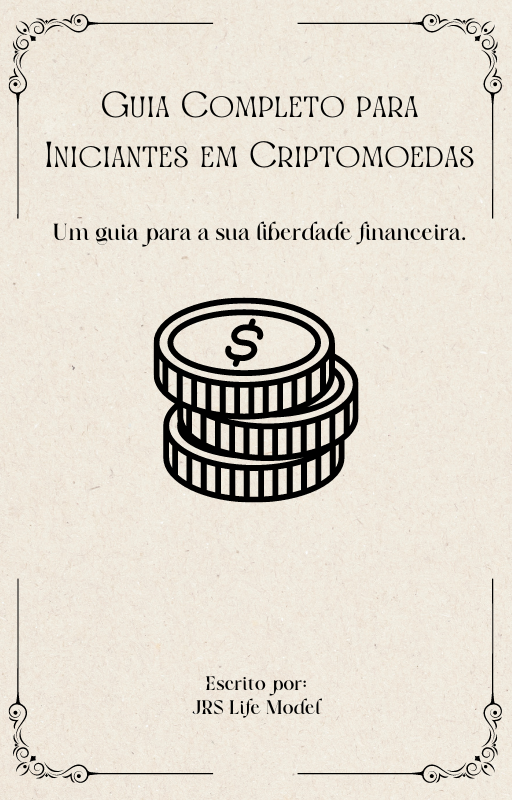 Guia Completo para
Iniciantes em Criptomoedas
Um guia para a sua liberdade financeira.
$
Escrito por:
JRS Life Model